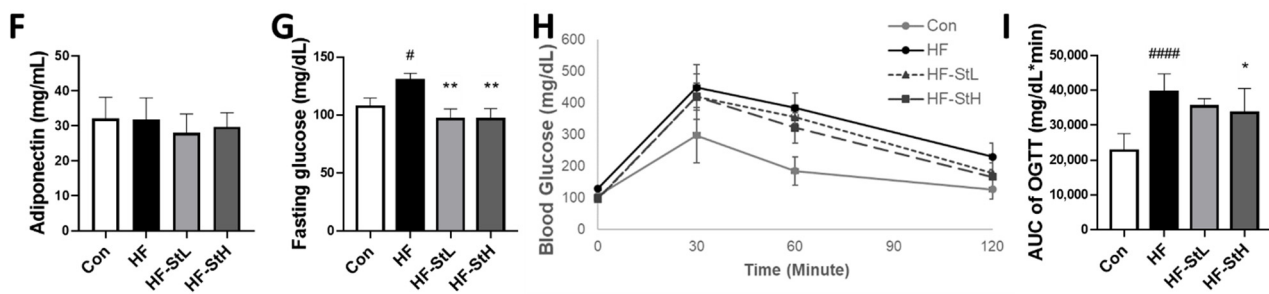 F
Adiponectin (mg/mL)
50
40
30
20
10
0
Con
HF
HF-StL
HF-StH
G
Fasting glucose (mg/dL)
150
100
50
0
#
**
**
Con
HF
HF-StL
HF-StH
H
Blood Glucose (mg/dL)
600
500
400
300
200
100
0
0
30
60
90
120
Time (Minute)
Con
HF
HF-StL
HF-StH
I
AUC of OGTT (mg/dL*min)
50,000
40,000
30,000
20,000
10,000
0
####
*
Con
HF
HF-StL
HF-StH